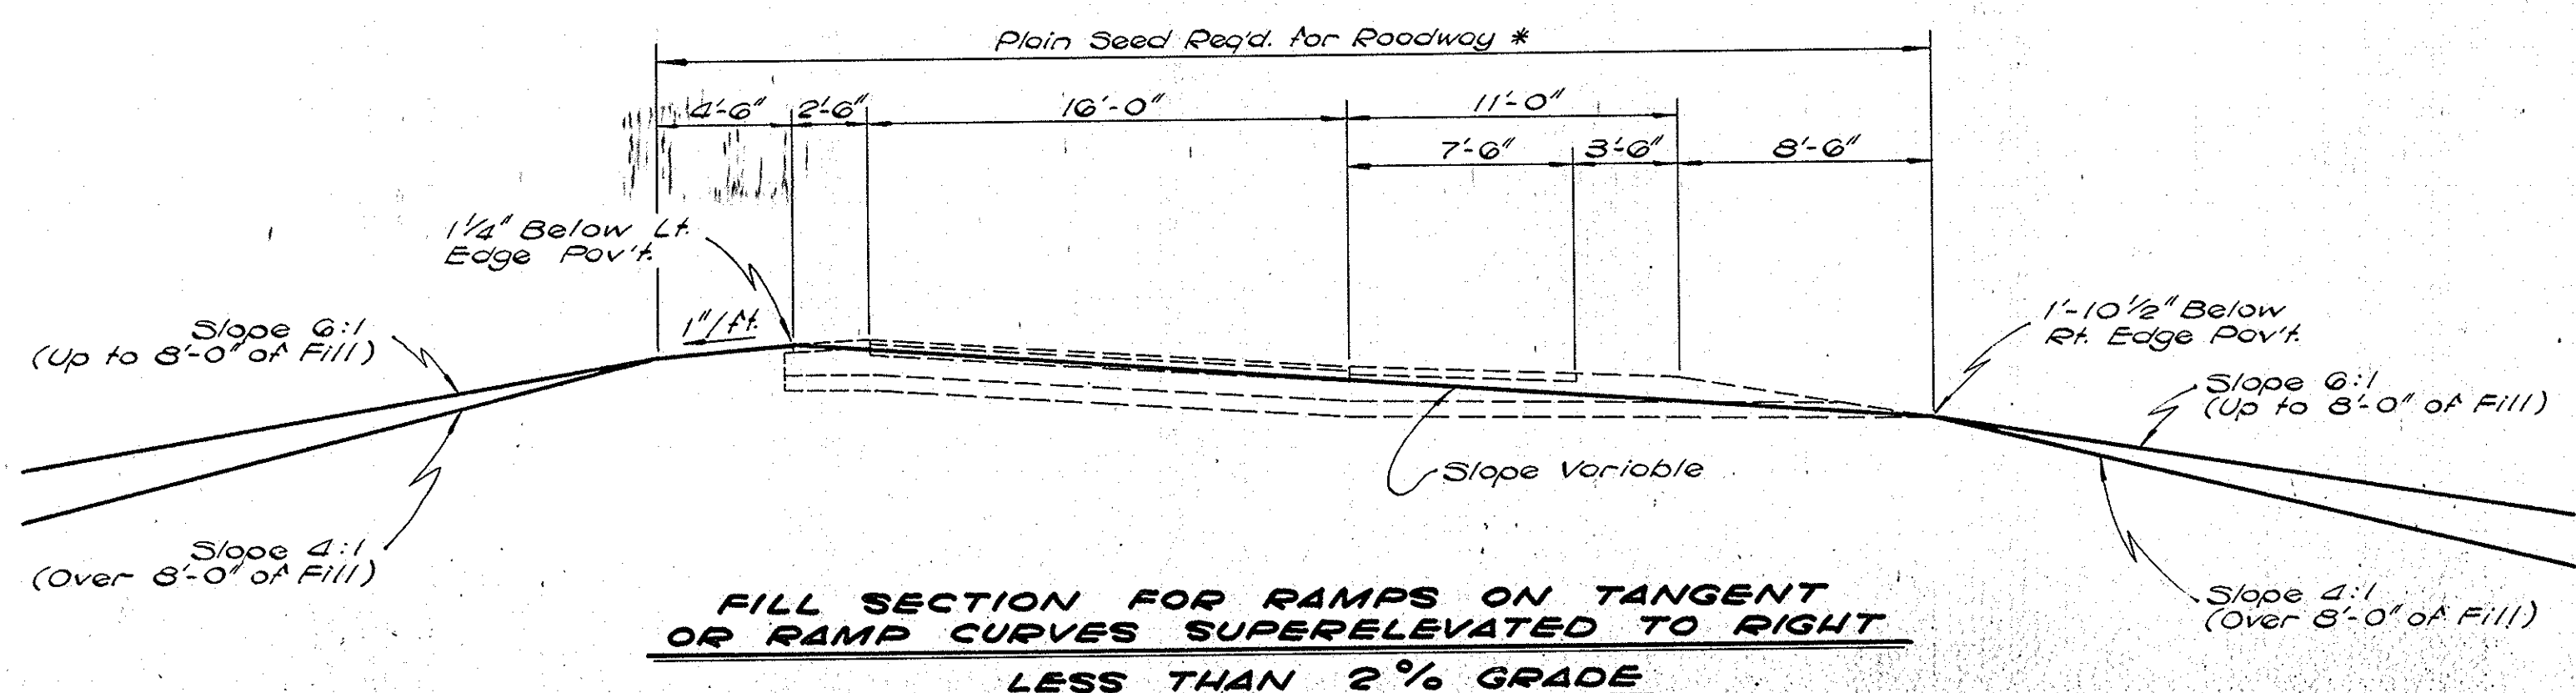 Plain Seed Req'd. for Roadway *
4'-6" 2'-6" 16'-0" 11'-0"
7'-6" 3'-6" 8'-6"
1 1/4" Below Lt.
Edge Pav't.
1"/ft.
Slope 6:1
(Up to 8'-0" of Fill)
1'-10 1/2" Below
Rt. Edge Pav't.
Slope 6:1
(Up to 8'-0" of Fill)
Slope Variable
Slope 4:1
(Over 8'-0" of Fill)
Slope 4:1
(Over 8'-0" of Fill)
FILL SECTION FOR RAMPS ON TANGENT
OR RAMP CURVES SUPERELEVATED TO RIGHT
LESS THAN 2% GRADE